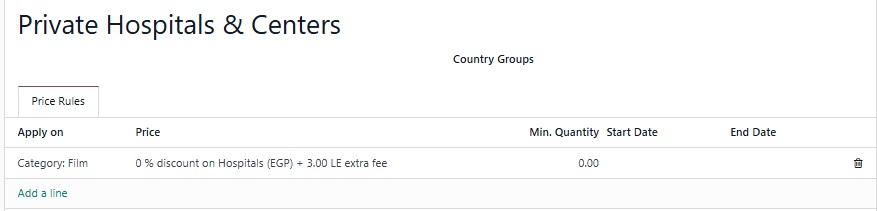 Private Hospitals & Centers
Country Groups
Price Rules
Apply on Price Min. Quantity Start Date End Date
Category: Film 0 % discount on Hospitals (EGP) + 3.00 LE extra fee 0.00
Add a line